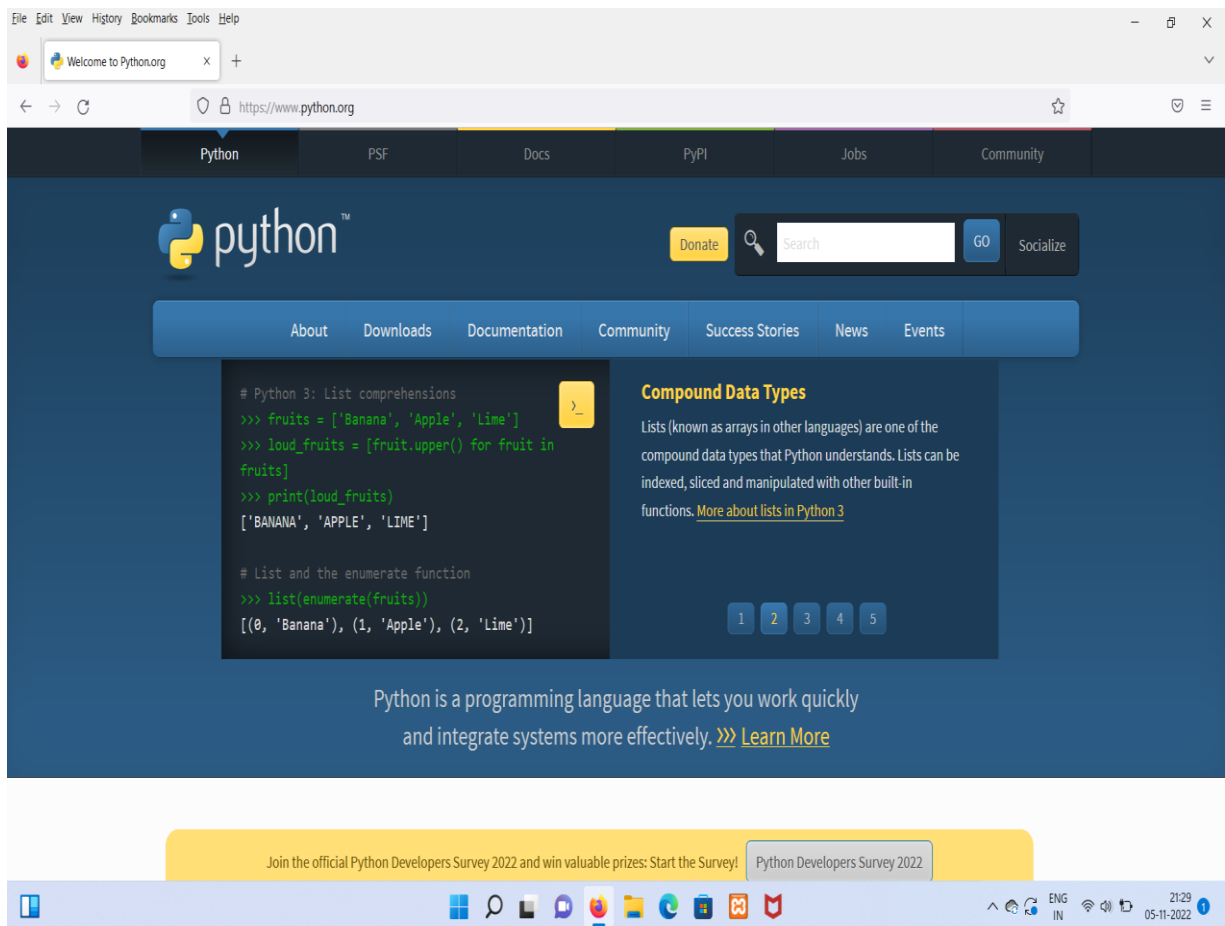 File Edit View History Bookmarks Tools Help
Welcome to Python.org
https://www.python.org
Python PSF Docs PyPI Jobs Community
python™
Donate Search GO Socialize
About Downloads Documentation Community Success Stories News Events
# Python 3: List comprehensions
>>> fruits = ['Banana', 'Apple', 'Lime']
>>> loud_fruits = [fruit.upper() for fruit in
fruits]
>>> print(loud_fruits)
['BANANA', 'APPLE', 'LIME']
# List and the enumerate function
>>> list(enumerate(fruits))
[(0, 'Banana'), (1, 'Apple'), (2, 'Lime')]
>_
Compound Data Types
Lists (known as arrays in other languages) are one of the
compound data types that Python understands. Lists can be
indexed, sliced and manipulated with other built-in
functions. More about lists in Python 3
1 2 3 4 5
Python is a programming language that lets you work quickly
and integrate systems more effectively. >>> Learn More
Join the official Python Developers Survey 2022 and win valuable prizes: Start the Survey! Python Developers Survey 2022
ENG
IN
21:29
05-11-2022
1